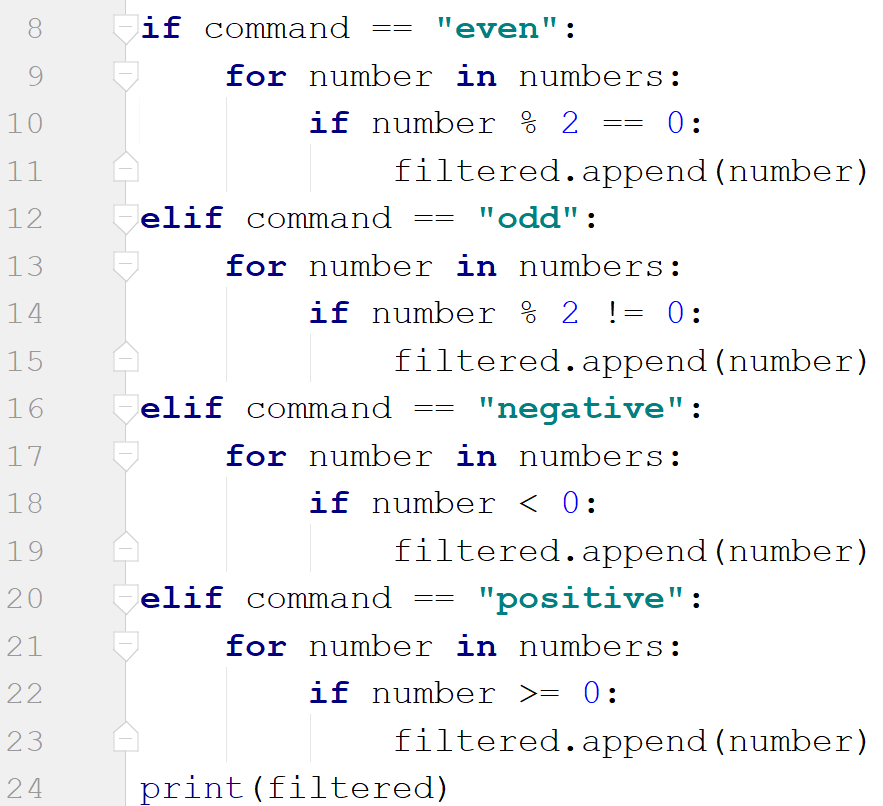 8 if command == "even":
9     for number in numbers:
10         if number % 2 == 0:
11             filtered.append(number)
12 elif command == "odd":
13     for number in numbers:
14         if number % 2 != 0:
15             filtered.append(number)
16 elif command == "negative":
17     for number in numbers:
18         if number < 0:
19             filtered.append(number)
20 elif command == "positive":
21     for number in numbers:
22         if number >= 0:
23             filtered.append(number)
24 print(filtered)